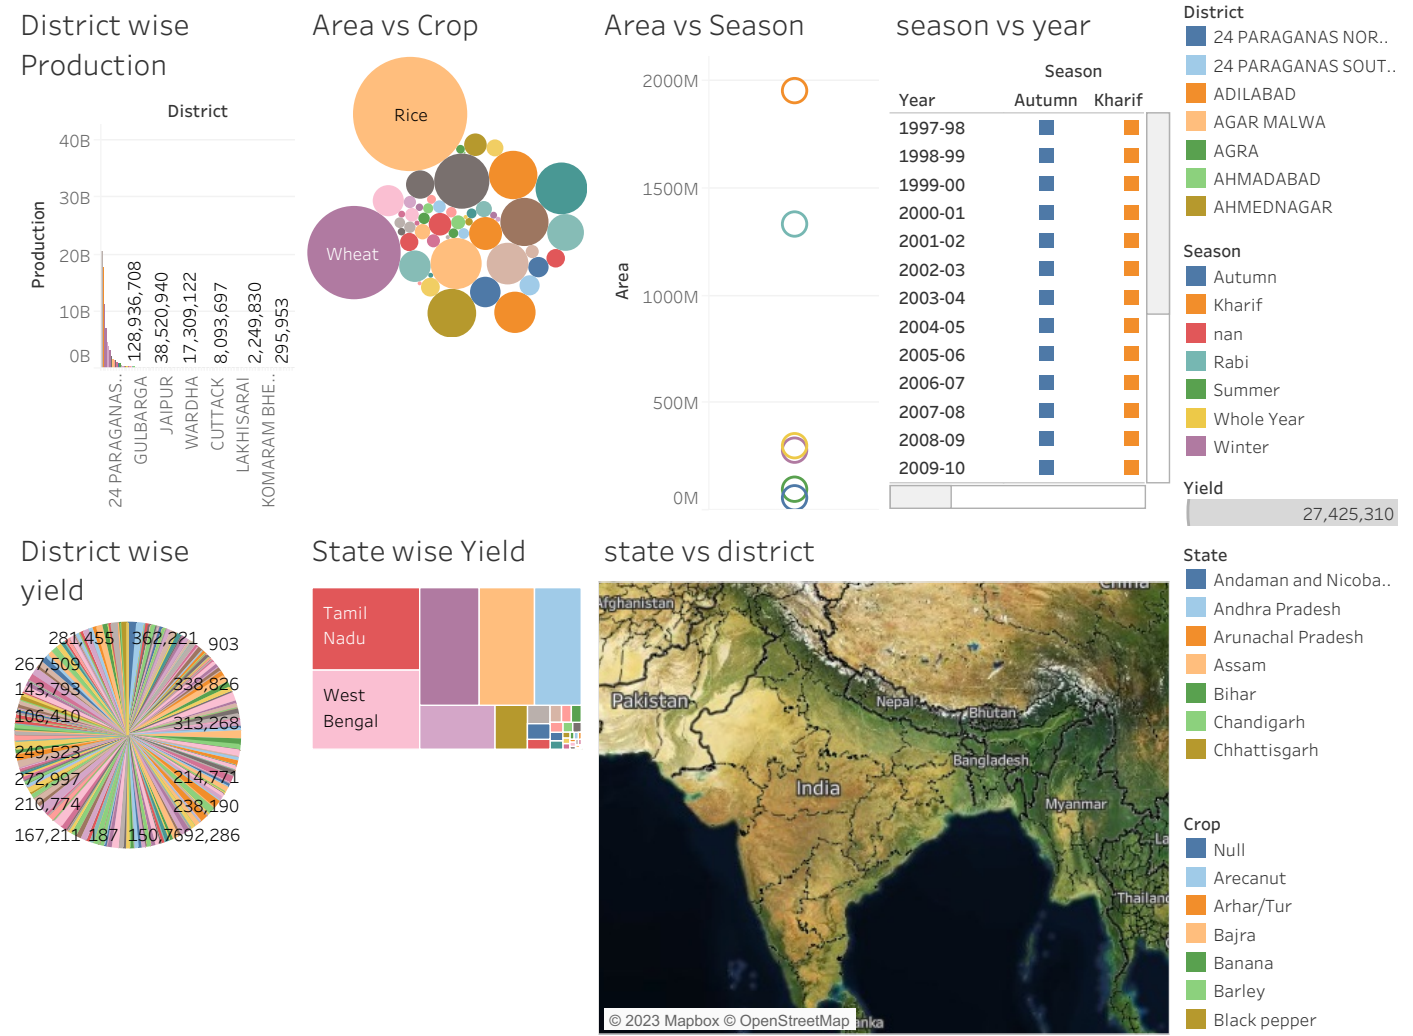 District wise
Production
District
40B
30B
20B
10B
0B
Production
128,936,708
38,520,940
17,309,122
8,093,697
2,249,830
295,953
24 PARAGANAS..
GULBARGA
JAIPUR
WARDHA
CUTTACK
LAKHISARAI
KOMARAM BHE..
Area vs Crop
Rice
Wheat
Area vs Season
2000M
1500M
1000M
500M
0M
Area
season vs year
Season
Year Autumn Kharif
1997-98
1998-99
1999-00
2000-01
2001-02
2002-03
2003-04
2004-05
2005-06
2006-07
2007-08
2008-09
2009-10
District
24 PARAGANAS NOR..
24 PARAGANAS SOUT..
ADILABAD
AGAR MALWA
AGRA
AHMADABAD
AHMEDNAGAR
Season
Autumn
Kharif
nan
Rabi
Summer
Whole Year
Winter
Yield
27,425,310
District wise
yield
281,455 362,221 903
267,509
338,826
143,793
106,410
313,268
249,523
272,997
214,771
210,774
238,190
167,211 187 150,7692,286
State wise Yield
Tamil
Nadu
West
Bengal
state vs district
China
Afghanistan
Pakistan
Nepal
Bhutan
Bangladesh
India
Myanmar
La
Thailand
anka
© 2023 Mapbox © OpenStreetMap
State
Andaman and Nicoba..
Andhra Pradesh
Arunachal Pradesh
Assam
Bihar
Chandigarh
Chhattisgarh
Crop
Null
Arecanut
Arhar/Tur
Bajra
Banana
Barley
Black pepper